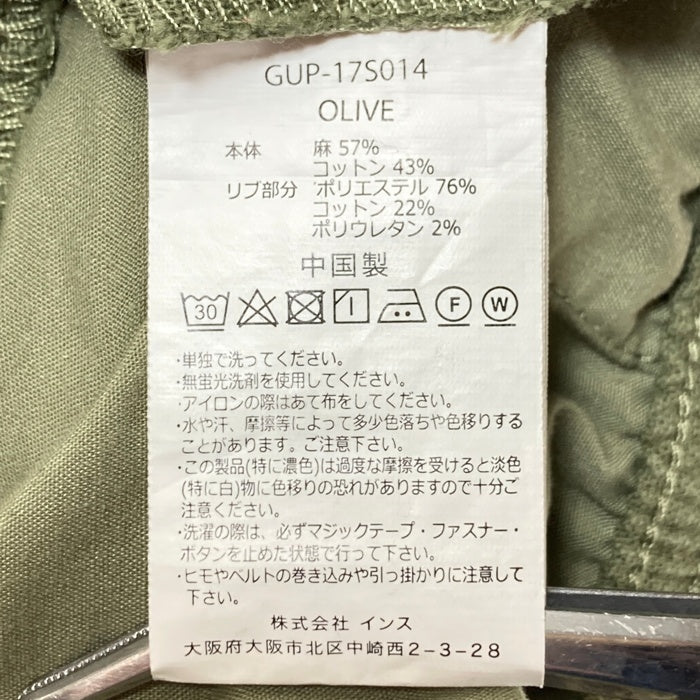 GUP-17S014
OLIVE
本体 麻 57%
コットン 43%
リブ部分 ポリエステル 76%
コットン 22%
ポリウレタン 2%
中国製
30 F W
・単独で洗ってください。
・無蛍光洗剤を使用してください。
・アイロンの際はあて布をしてください。
・水や汗、摩擦等によって多少色落ちや色移りする
ことがあります。ご注意下さい。
・この製品(特に濃色)は過度な摩擦を受けると淡色
(特に白)物に色移りの恐れがありますので十分ご
注意ください。
・洗濯の際は、必ずマジックテープ・ファスナー・
ボタンを止めた状態で行って下さい。
・ヒモやベルトの巻き込みや引っ掛かりに注意して
下さい。
株式会社 インス
大阪府大阪市北区中崎西2-3-28